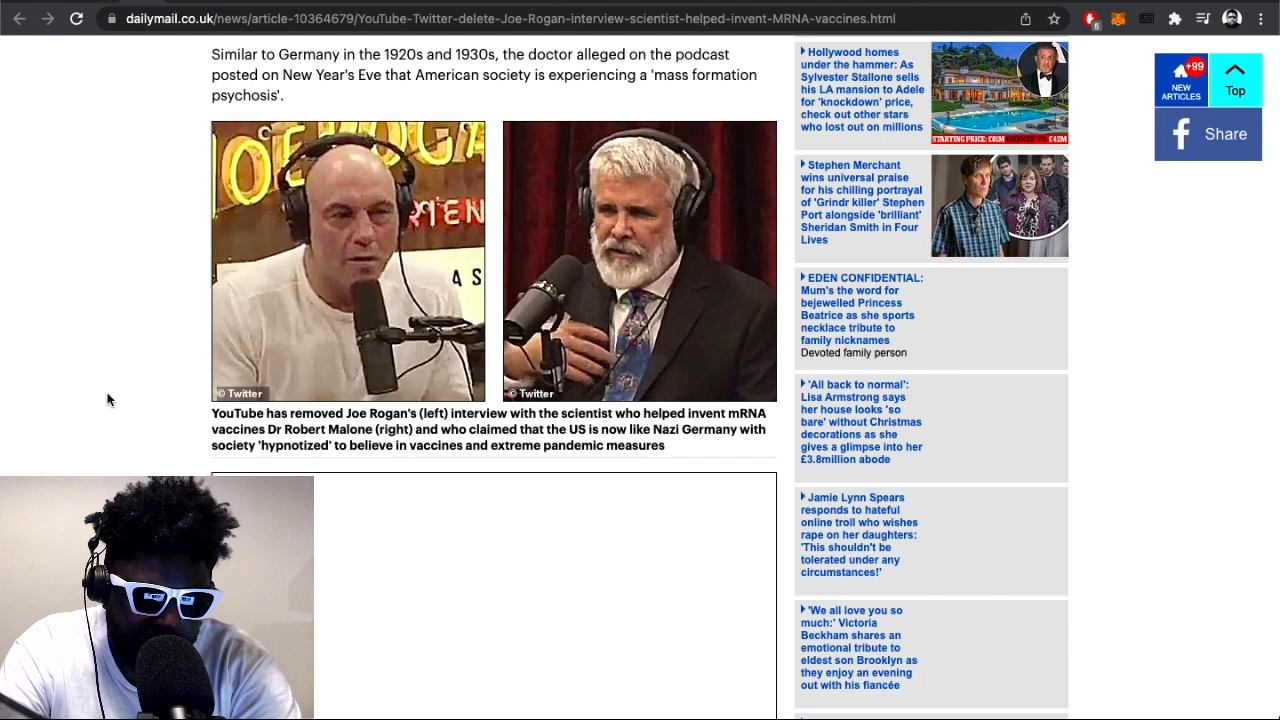 dailymail.co.uk/news/article-10364679/YouTube-Twitter-delete-Joe-Rogan-interview-scientist-helped-invent-MRNA-vaccines.html
5
Similar to Germany in the 1920s and 1930s, the doctor alleged on the podcast
posted on New Year's Eve that American society is experiencing a 'mass formation
psychosis'.
© Twitter
© Twitter
YouTube has removed Joe Rogan's (left) interview with the scientist who helped invent mRNA
vaccines Dr Robert Malone (right) and who claimed that the US is now like Nazi Germany with
society 'hypnotized' to believe in vaccines and extreme pandemic measures
Hollywood homes
under the hammer: As
Sylvester Stallone sells
his LA mansion to Adele
for 'knockdown' price,
check out other stars
who lost out on millions
STARTING PRICE: £81M
£42M
Stephen Merchant
wins universal praise
for his chilling portrayal
of 'Grindr killer' Stephen
Port alongside 'brilliant'
Sheridan Smith in Four
Lives
EDEN CONFIDENTIAL:
Mum's the word for
bejewelled Princess
Beatrice as she sports
necklace tribute to
family nicknames
Devoted family person
'All back to normal':
Lisa Armstrong says
her house looks 'so
bare' without Christmas
decorations as she
gives a glimpse into her
£3.8million abode
Jamie Lynn Spears
responds to hateful
online troll who wishes
rape on her daughters:
'This shouldn't be
tolerated under any
circumstances!'
'We all love you so
much:' Victoria
Beckham shares an
emotional tribute to
eldest son Brooklyn as
they enjoy an evening
out with his fiancée
+99
NEW
ARTICLES
Top
Share